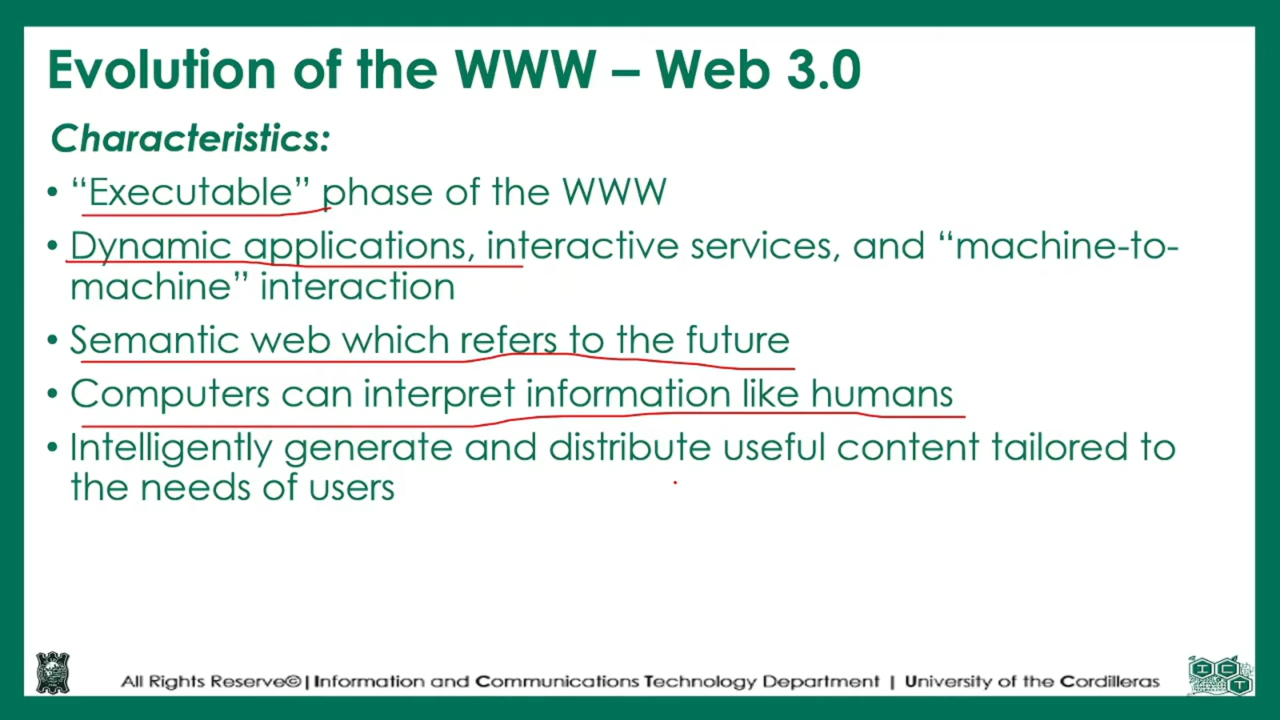 Evolution of the WWW – Web 3.0
Characteristics:
• “Executable” phase of the WWW
• Dynamic applications, interactive services, and “machine-to-
machine” interaction
• Semantic web which refers to the future
• Computers can interpret information like humans
• Intelligently generate and distribute useful content tailored to
the needs of users
All Rights Reserve©|Information and Communications Technology Department | University of the Cordilleras
I C
T